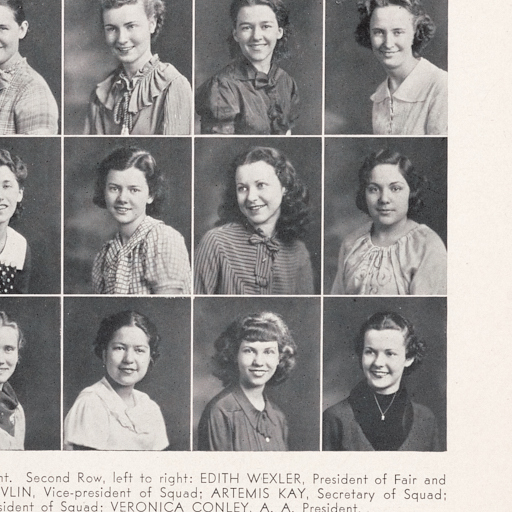 nt. Second Row, left to right: EDITH WEXLER, President of Fair and
VLIN, Vice-president of Squad; ARTEMIS KAY, Secretary of Squad;
sident of Squad; VERONICA CONLEY, A. A. President.